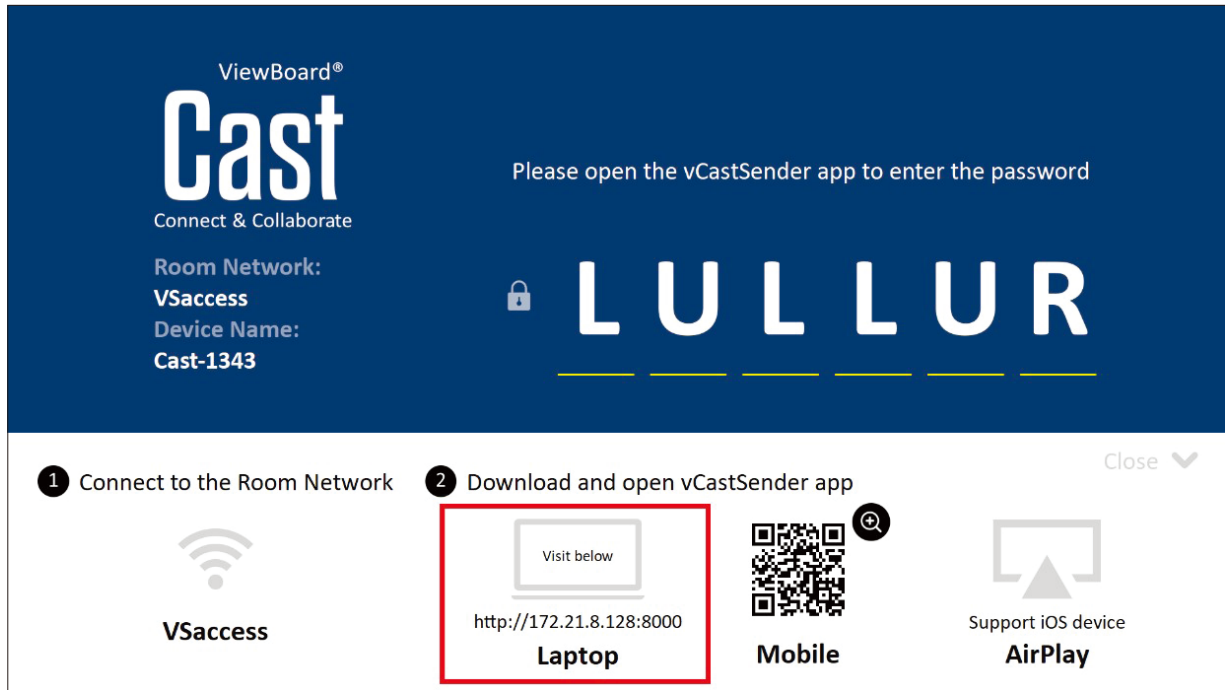 ViewBoard®
Cast
Connect & Collaborate
Room Network:
VSaccess
Device Name:
Cast-1343
Please open the vCastSender app to enter the password
L U L L U R
Close
1 Connect to the Room Network
VSaccess
2 Download and open vCastSender app
Visit below
http://172.21.8.128:8000
Laptop
Mobile
Support iOS device
AirPlay